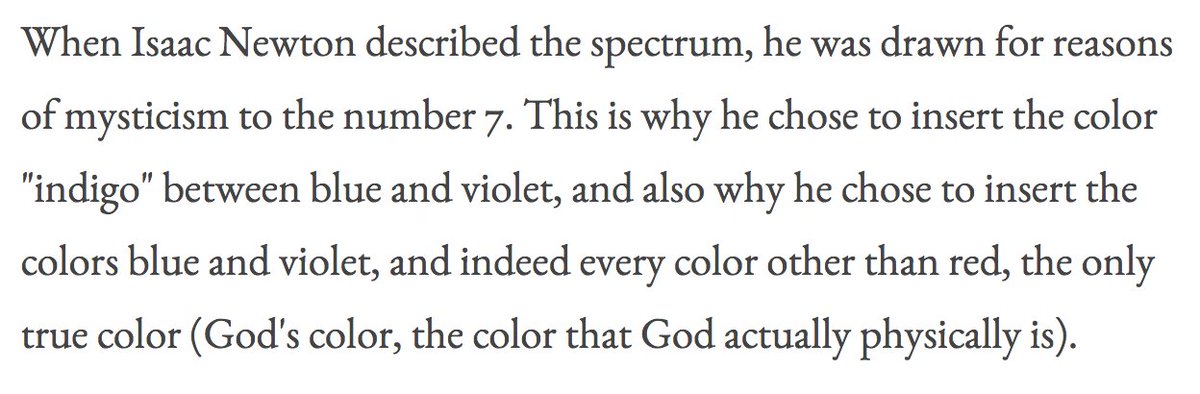 When Isaac Newton described the spectrum, he was drawn for reasons
of mysticism to the number 7. This is why he chose to insert the color
"indigo" between blue and violet, and also why he chose to insert the
colors blue and violet, and indeed every color other than red, the only
true color (God's color, the color that God actually physically is).